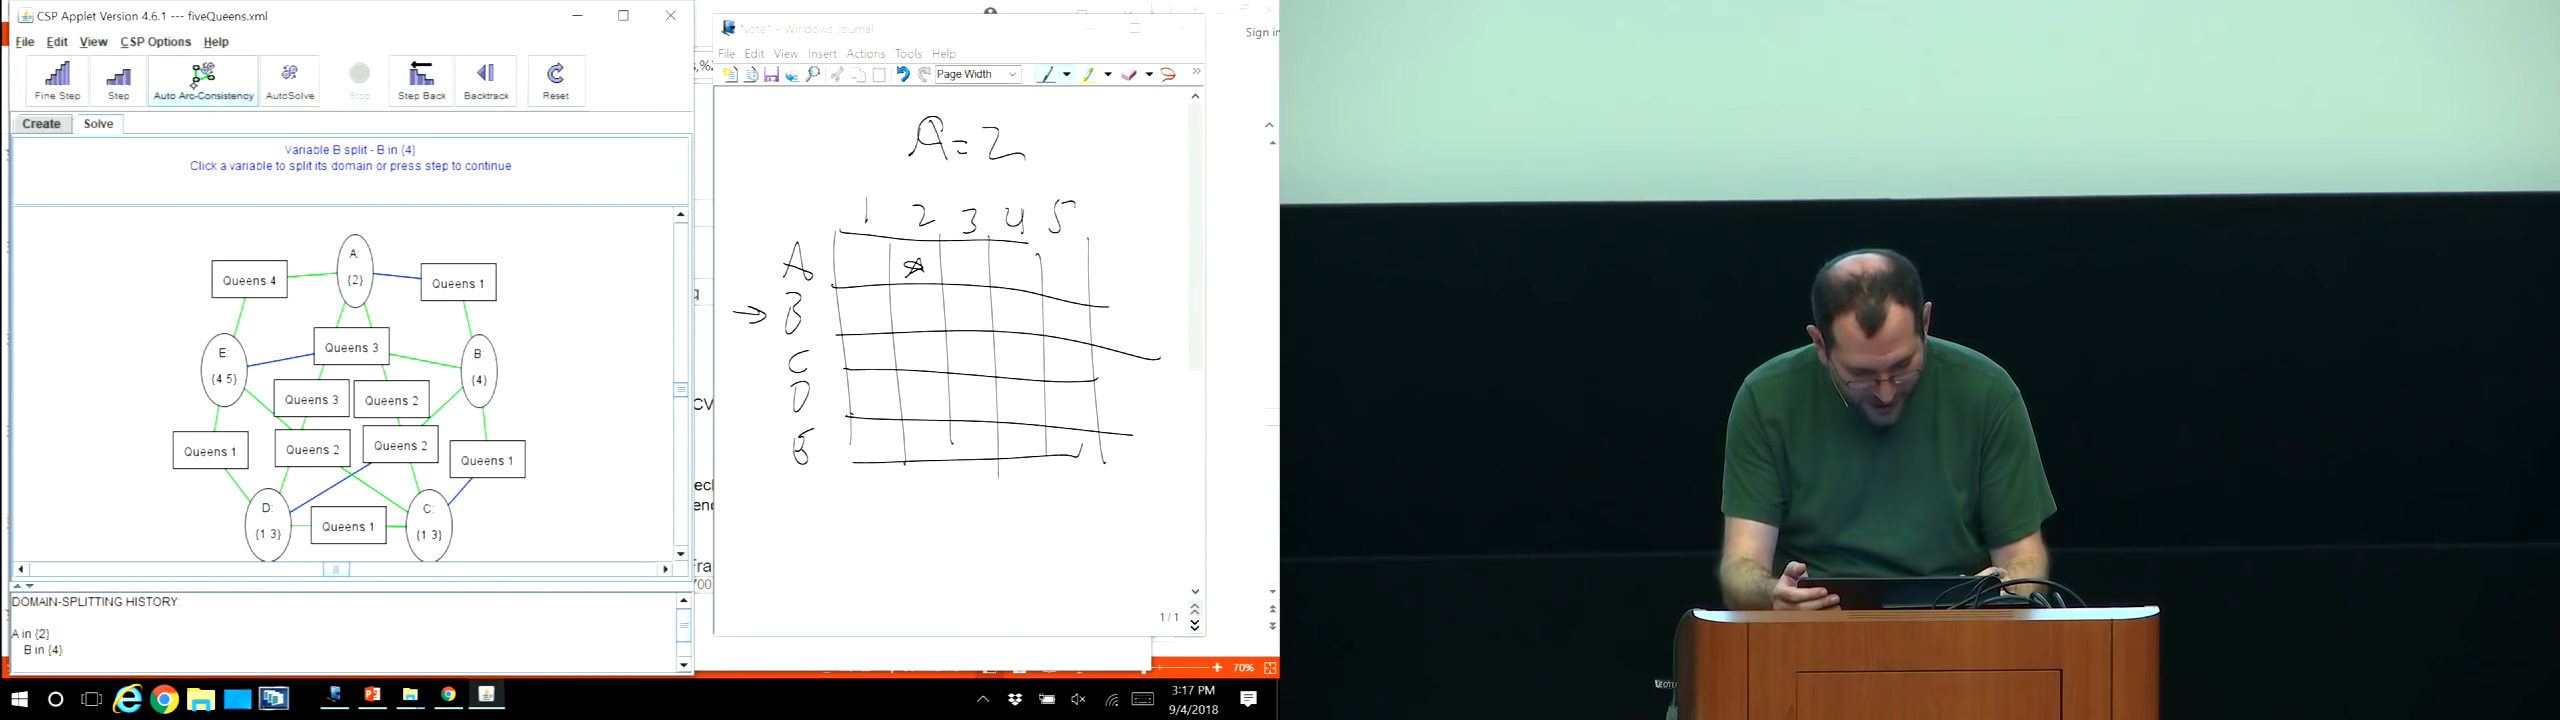 CSP Applet Version 4.6.1 --- fiveQueens.xml
File Edit View CSP Options Help
Fine Step
Step
Auto Arc-Consistency
AutoSolve
Stop
Step Back
Backtrack
Reset
Create Solve
Variable B split - B in {4}
Click a variable to split its domain or press step to continue
A:
{2}
Queens 4
Queens 1
Queens 3
E:
{4 5}
B:
{4}
Queens 3
Queens 2
Queens 1
Queens 2
Queens 2
Queens 1
D:
{1 3}
Queens 1
C:
{1 3}
DOMAIN-SPLITTING HISTORY:
A in {2}
B in {4}
Note1 - Windows Journal
File Edit View Insert Actions Tools Help
Page Width
A = 2
1 2 3 4 5
A
→ B
C
D
E
1 / 1
Sign in
70%
3:17 PM
9/4/2018